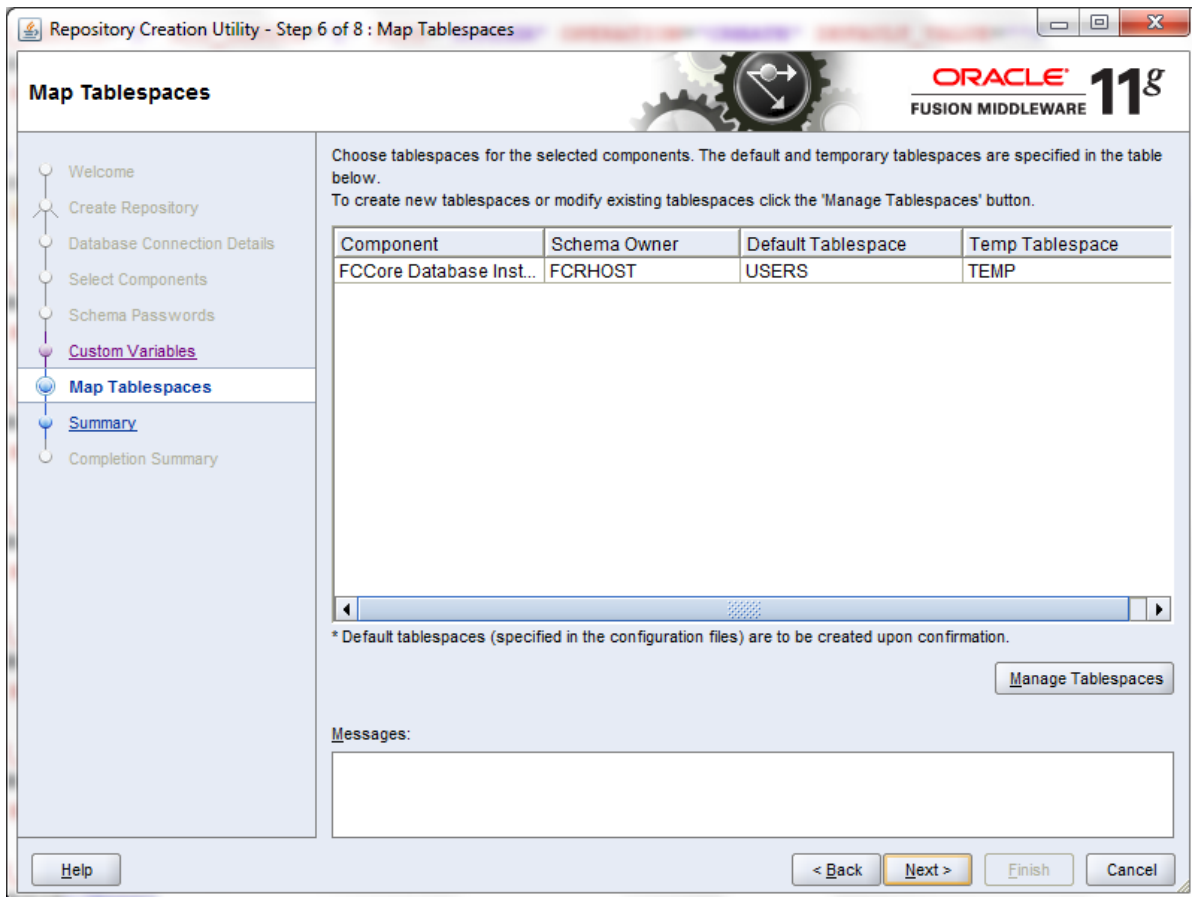 Repository Creation Utility - Step 6 of 8 : Map Tablespaces
Map Tablespaces
ORACLE
FUSION MIDDLEWARE
11g
Welcome
Create Repository
Database Connection Details
Select Components
Schema Passwords
Custom Variables
Map Tablespaces
Summary
Completion Summary
Choose tablespaces for the selected components. The default and temporary tablespaces are specified in the table
below.
To create new tablespaces or modify existing tablespaces click the 'Manage Tablespaces' button.
Component Schema Owner Default Tablespace Temp Tablespace
FCCore Database Inst... FCRHOST USERS TEMP
* Default tablespaces (specified in the configuration files) are to be created upon confirmation.
Manage Tablespaces
Messages:
Help < Back Next > Finish Cancel